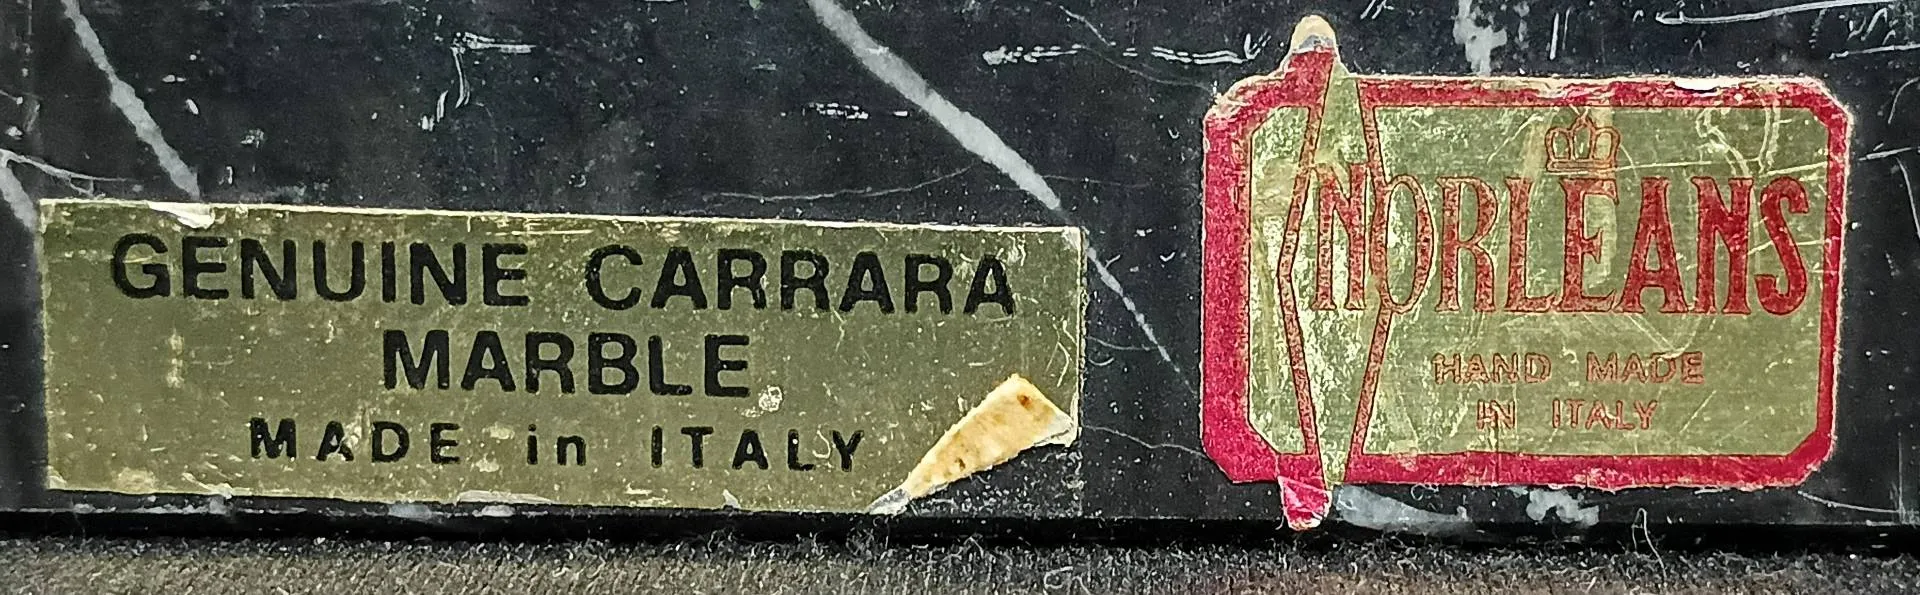 GENUINE CARRARA
MARBLE
MADE in ITALY
NORLEANS
HAND MADE
IN ITALY